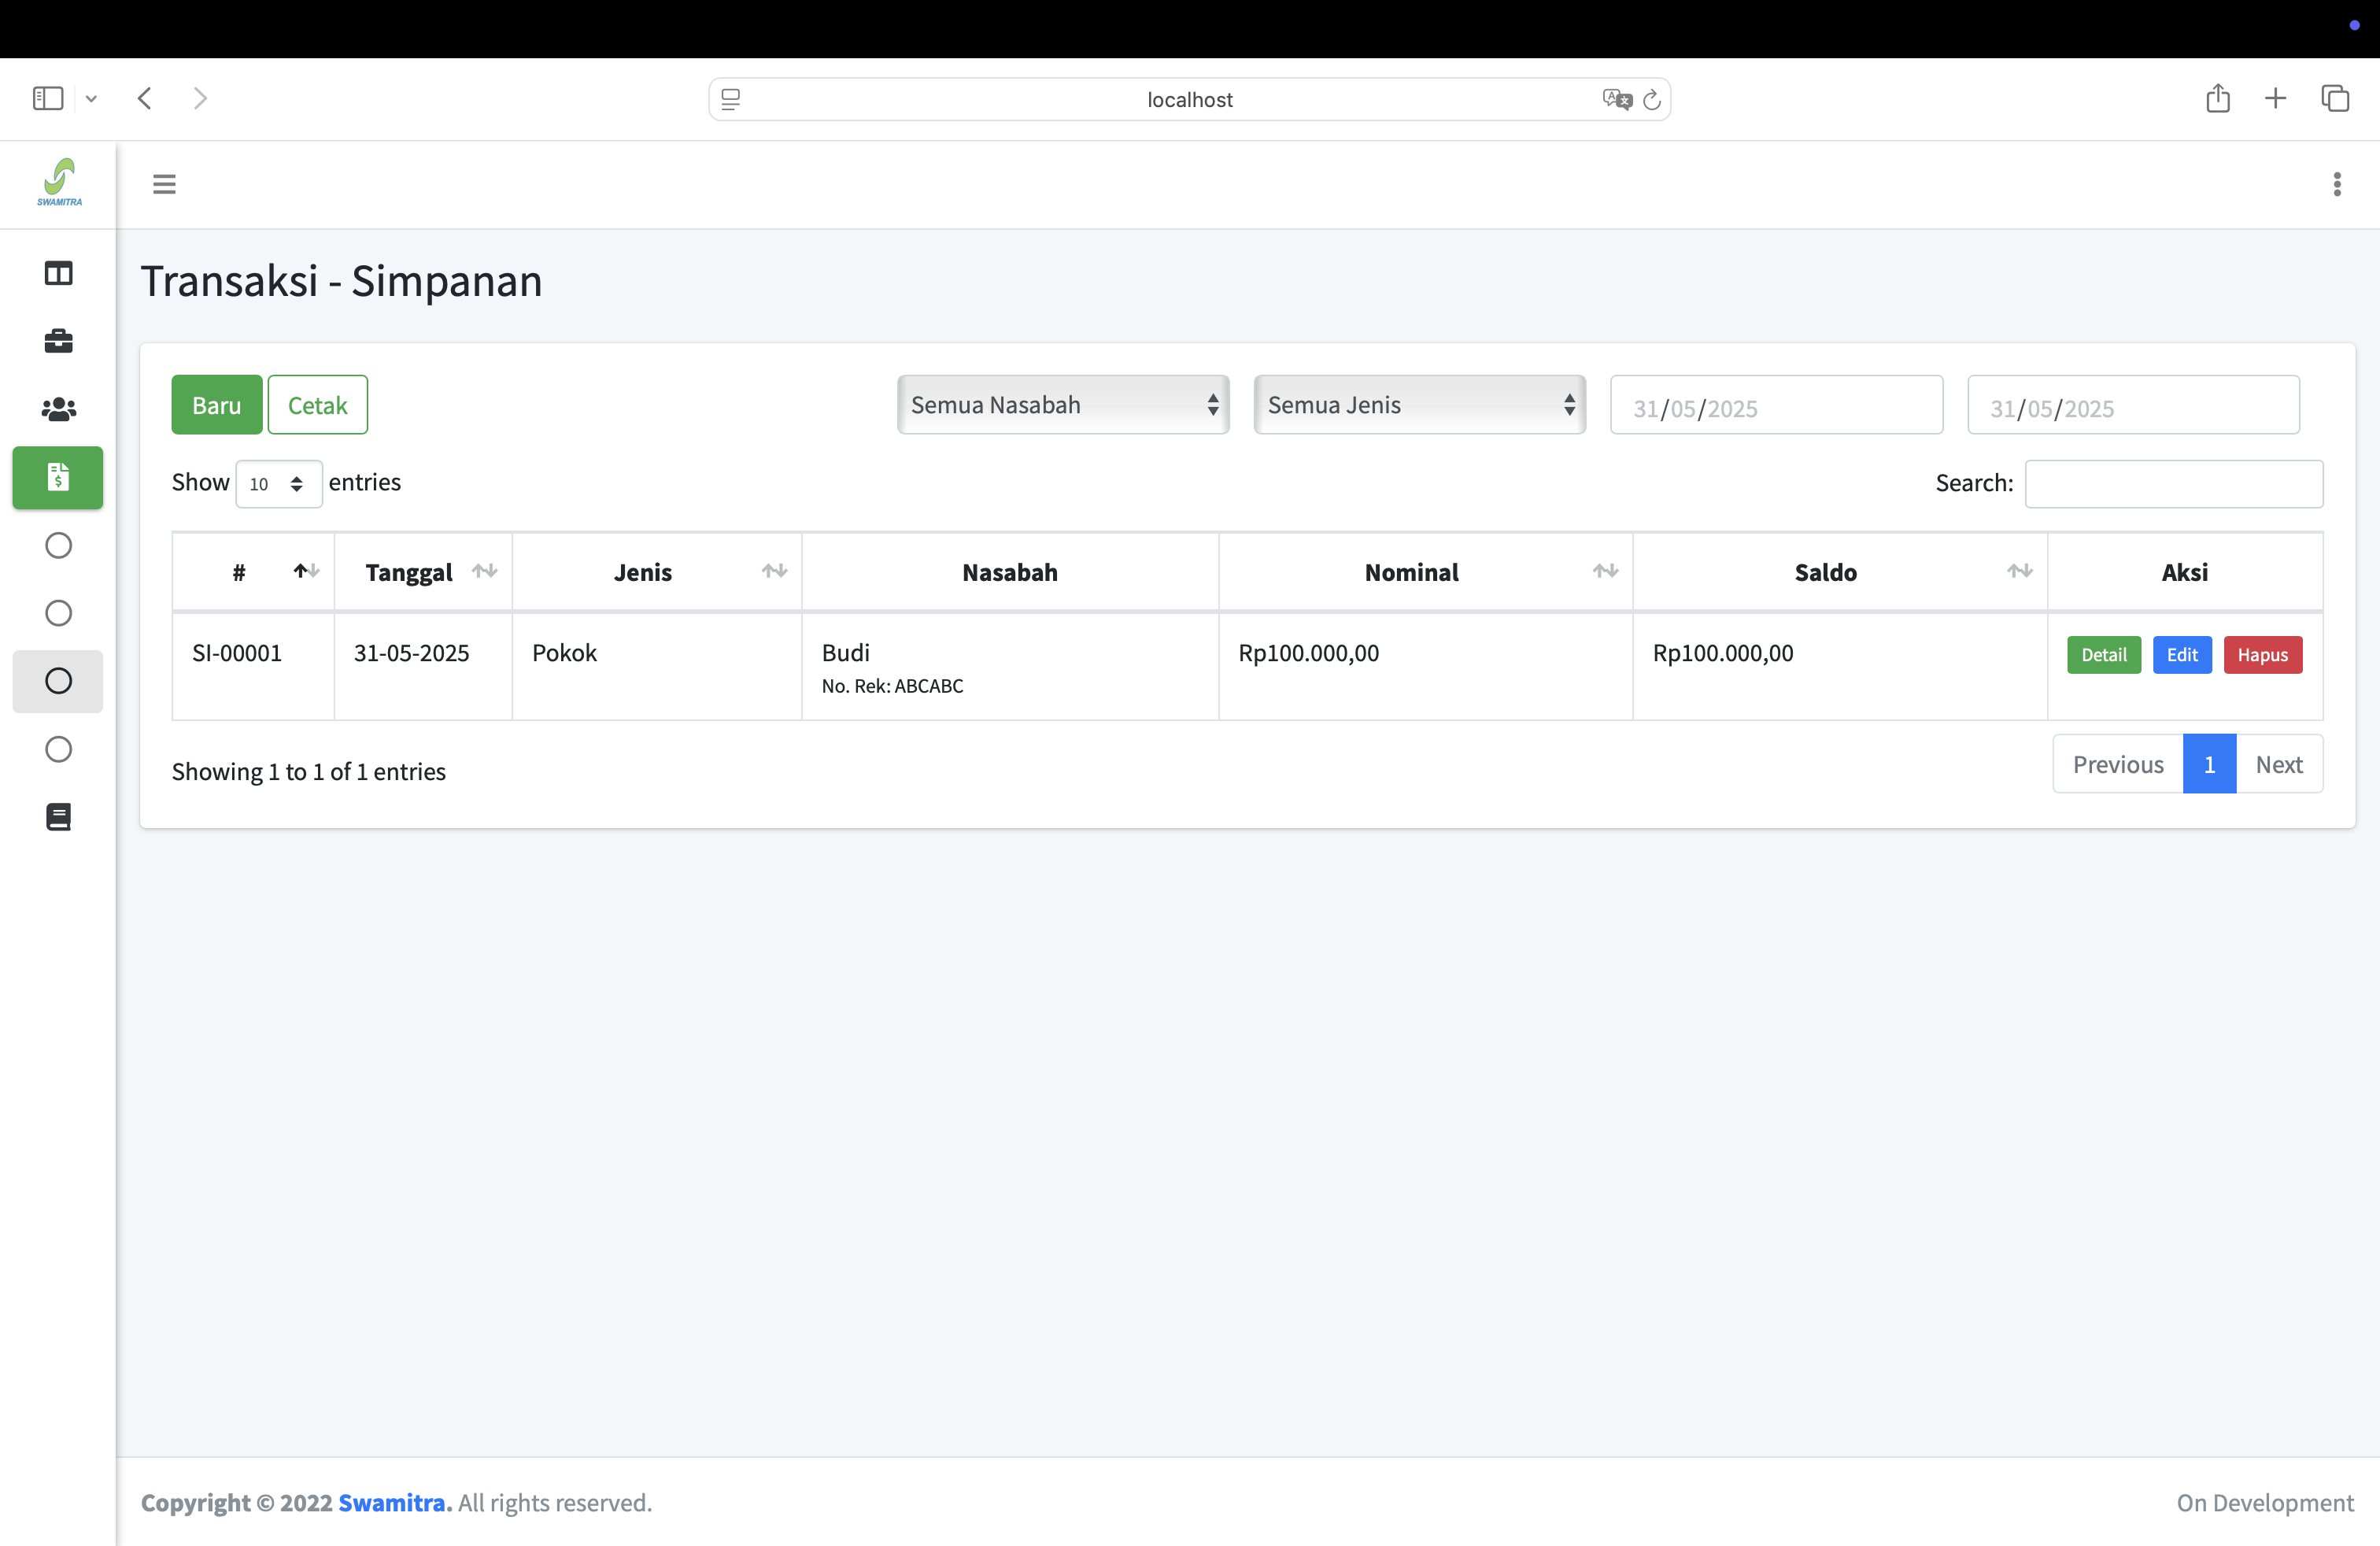 localhost
SWAMITRA
Transaksi - Simpanan
Baru Cetak Semua Nasabah Semua Jenis 31/05/2025 31/05/2025
Show 10 entries Search:
# Tanggal Jenis Nasabah Nominal Saldo Aksi
SI-00001 31-05-2025 Pokok Budi Rp100.000,00 Rp100.000,00 Detail Edit Hapus
No. Rek: ABCABC
Showing 1 to 1 of 1 entries Previous 1 Next
Copyright © 2022 Swamitra. All rights reserved. On Development